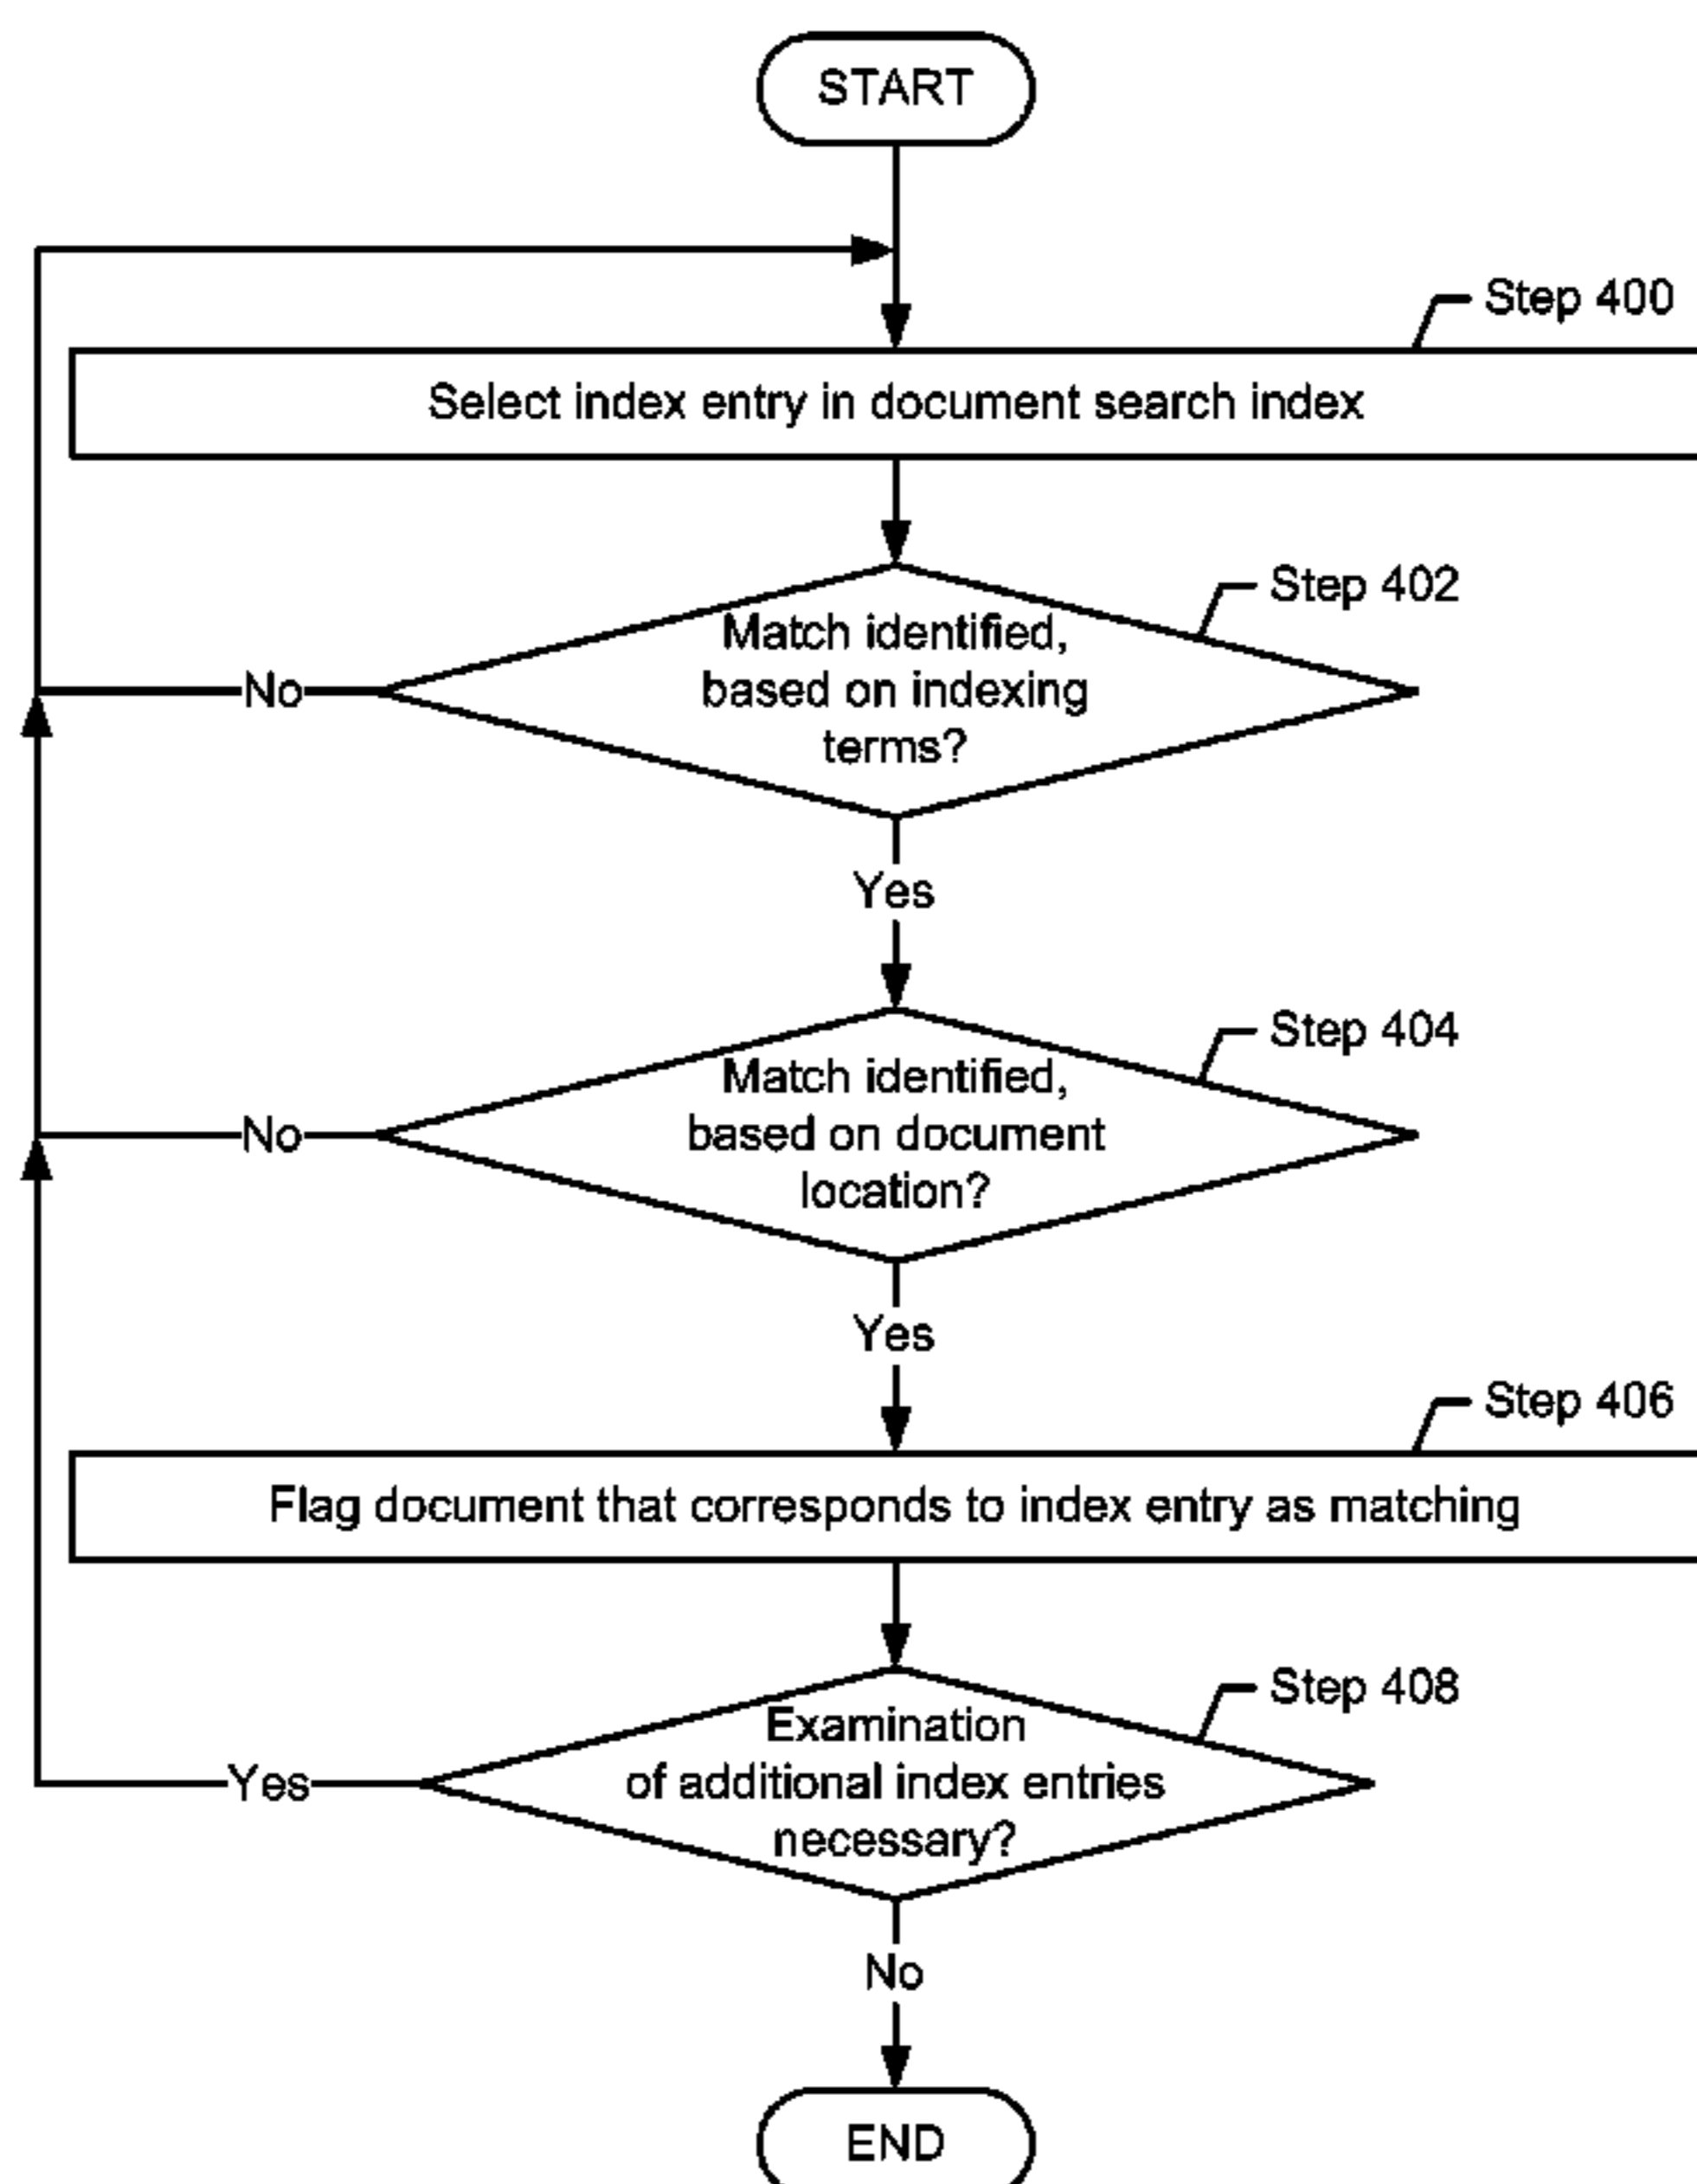 START
Step 400
Select index entry in document search index
Step 402
Match identified,
based on indexing
terms?
No
Yes
Step 404
Match identified,
based on document
location?
No
Yes
Step 406
Flag document that corresponds to index entry as matching
Step 408
Examination
of additional index entries
necessary?
Yes
No
END